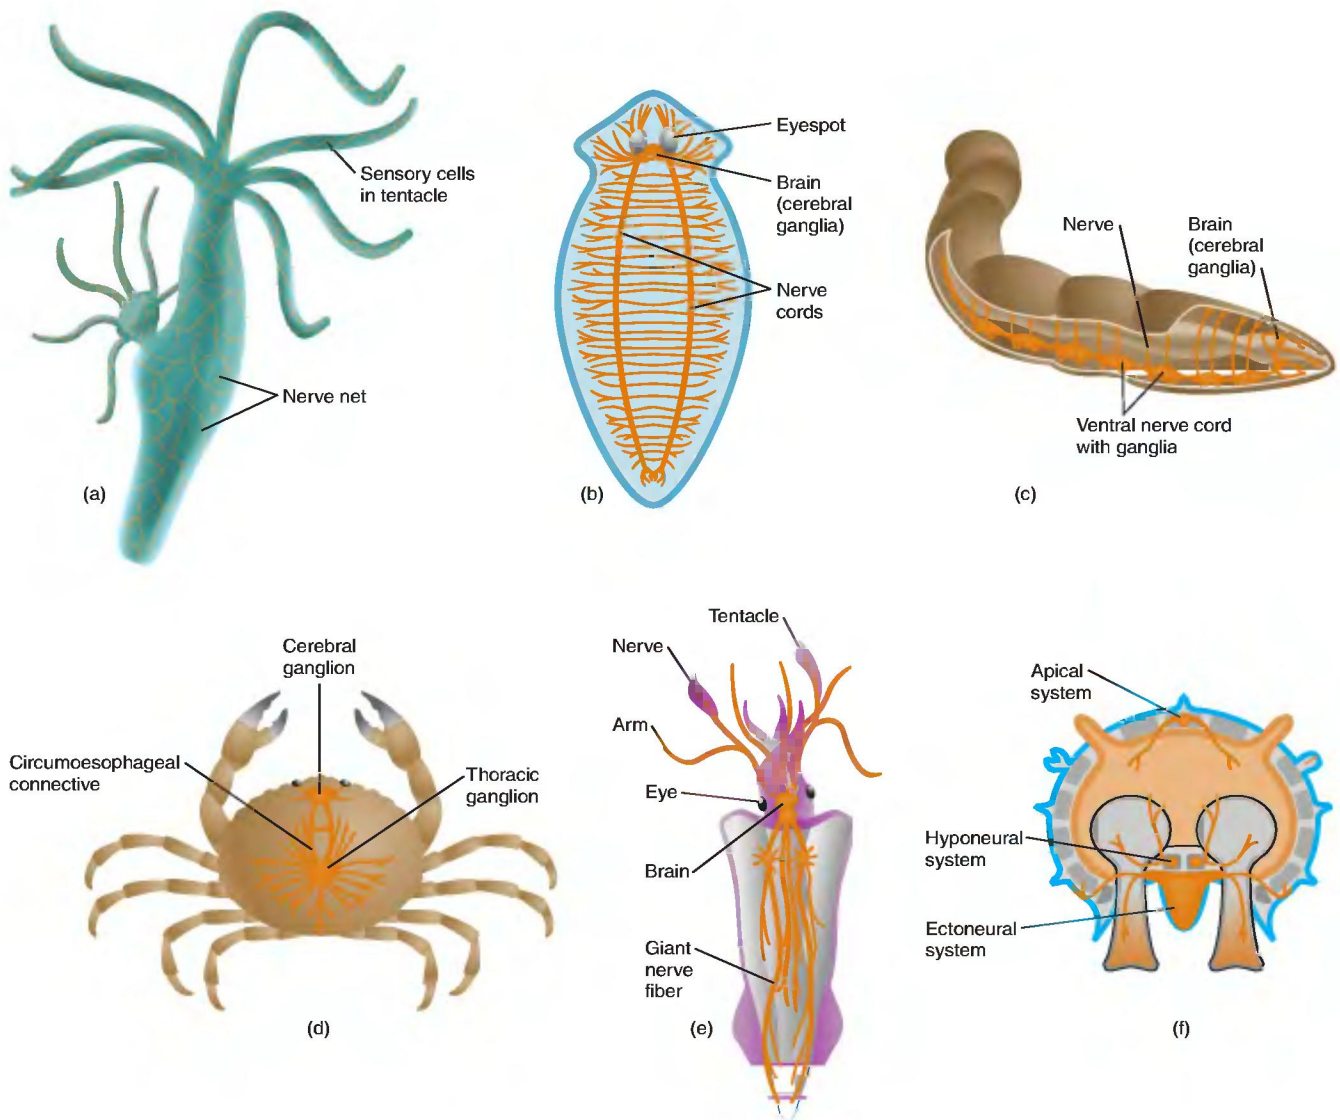 Sensory cells
in tentacle
Nerve net
(a)
Eyespot
Brain
(cerebral
ganglia)
Nerve
cords
(b)
Nerve
Brain
(cerebral
ganglia)
Ventral nerve cord
with ganglia
(c)
Cerebral
ganglion
Circumoesophageal
connective
Thoracic
ganglion
(d)
Tentacle
Nerve
Arm
Eye
Brain
Giant
nerve
fiber
(e)
Apical
system
Hyponeural
system
Ectoneural
system
(f)